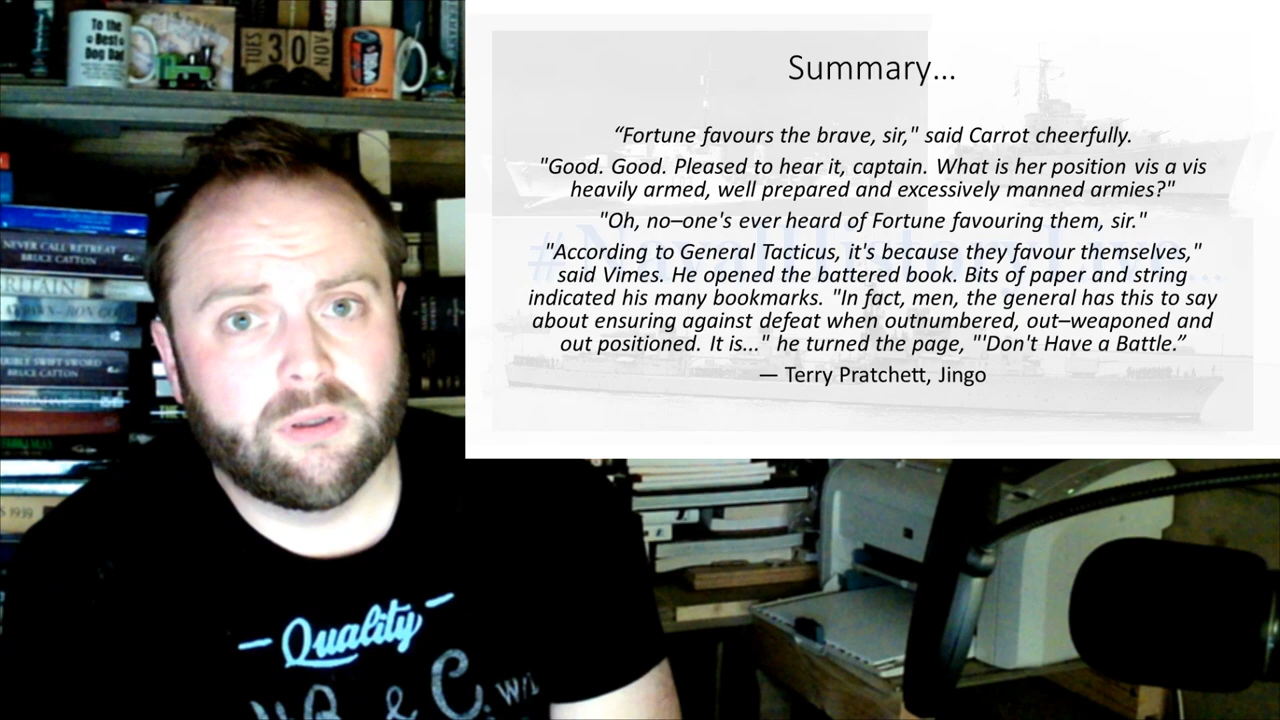 To the
Best
Dog Dad
TUES 30 NOV
NEVER CALL RETREAT
BRUCE CATTON
BRUCE CATTON
1939
Quality
& C. W/1
Summary...
“Fortune favours the brave, sir," said Carrot cheerfully.
"Good. Good. Pleased to hear it, captain. What is her position vis a vis
heavily armed, well prepared and excessively manned armies?"
"Oh, no–one's ever heard of Fortune favouring them, sir."
"According to General Tacticus, it's because they favour themselves,"
said Vimes. He opened the battered book. Bits of paper and string
indicated his many bookmarks. "In fact, men, the general has this to say
about ensuring against defeat when outnumbered, out–weaponed and
out positioned. It is..." he turned the page, "'Don't Have a Battle.”
— Terry Pratchett, Jingo